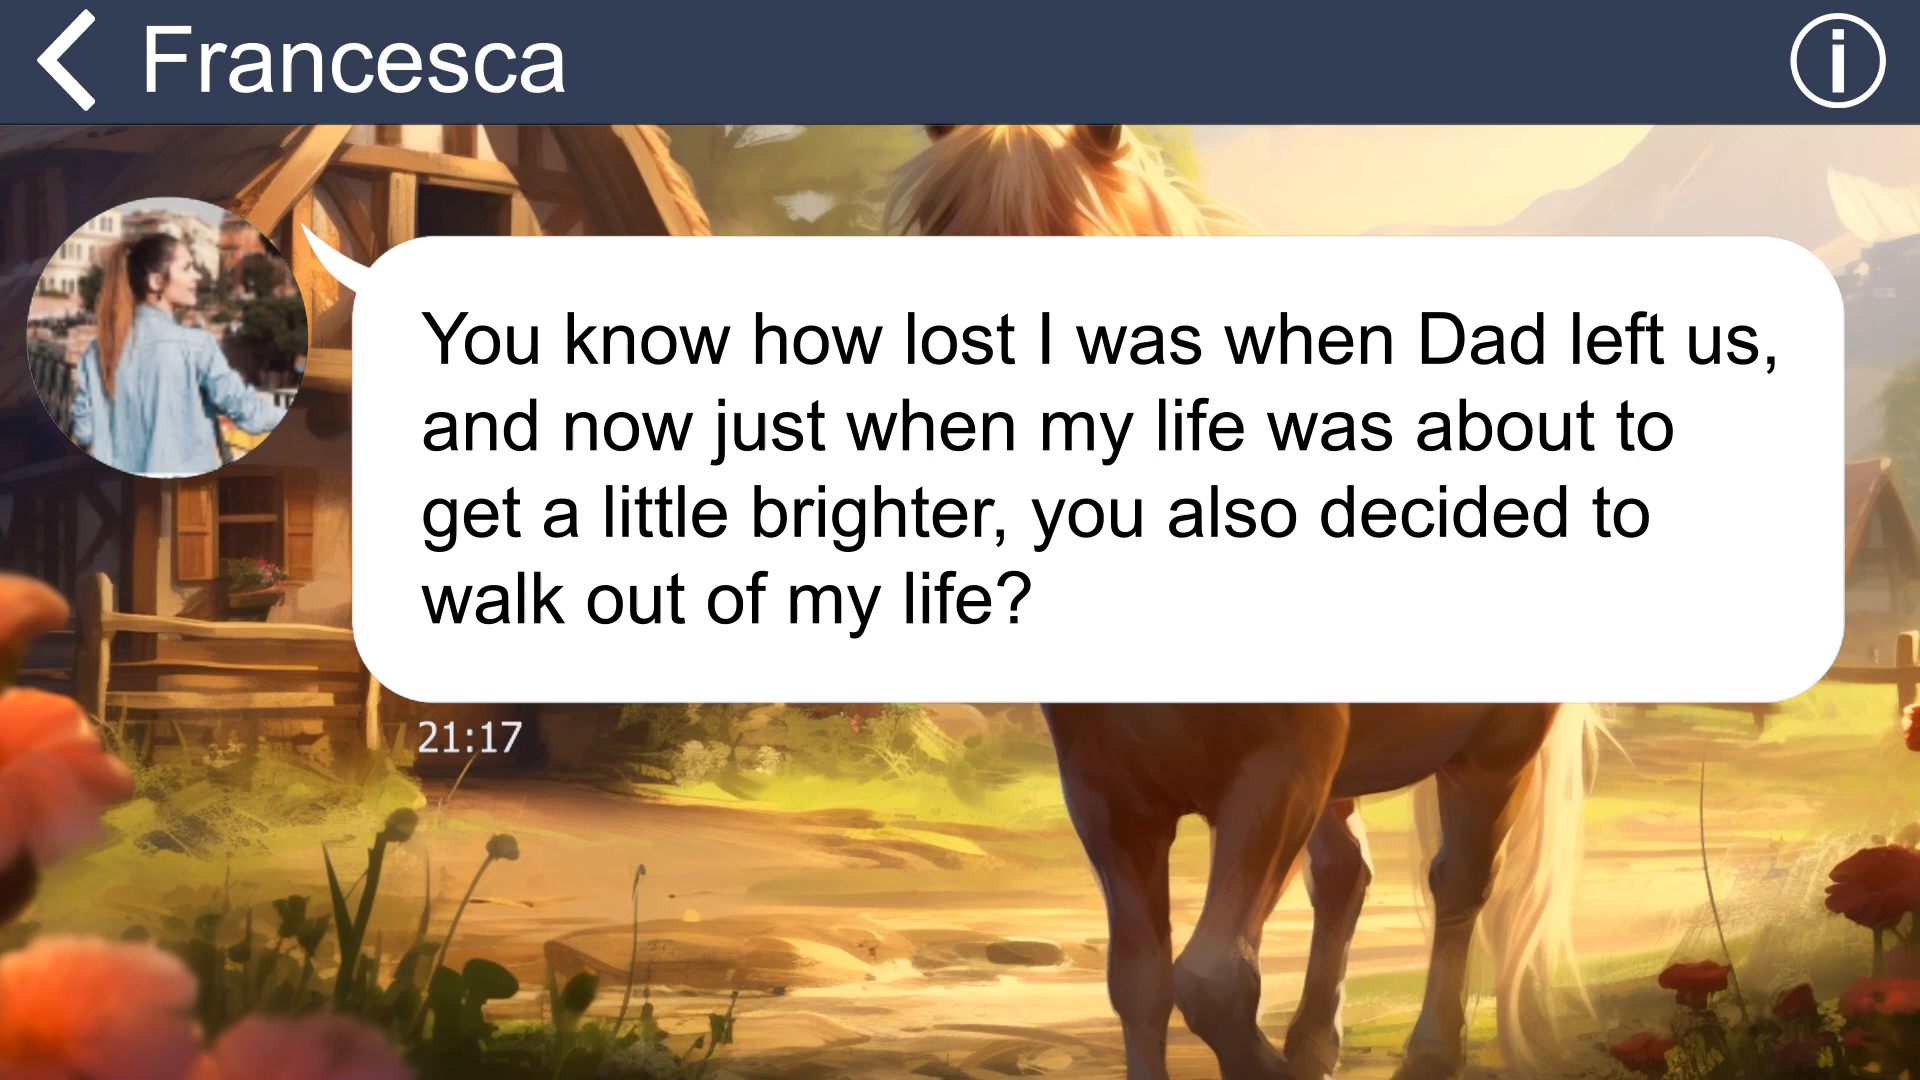 Francesca
You know how lost I was when Dad left us,
and now just when my life was about to
get a little brighter, you also decided to
walk out of my life?
21:17